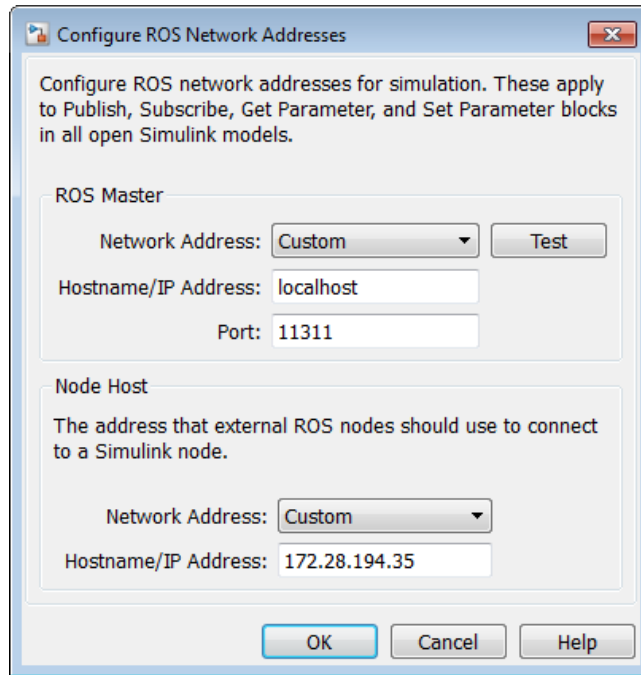 Configure ROS Network Addresses
Configure ROS network addresses for simulation. These apply
to Publish, Subscribe, Get Parameter, and Set Parameter blocks
in all open Simulink models.
ROS Master
Network Address: Custom Test
Hostname/IP Address: localhost
Port: 11311
Node Host
The address that external ROS nodes should use to connect
to a Simulink node.
Network Address: Custom
Hostname/IP Address: 172.28.194.35
OK Cancel Help